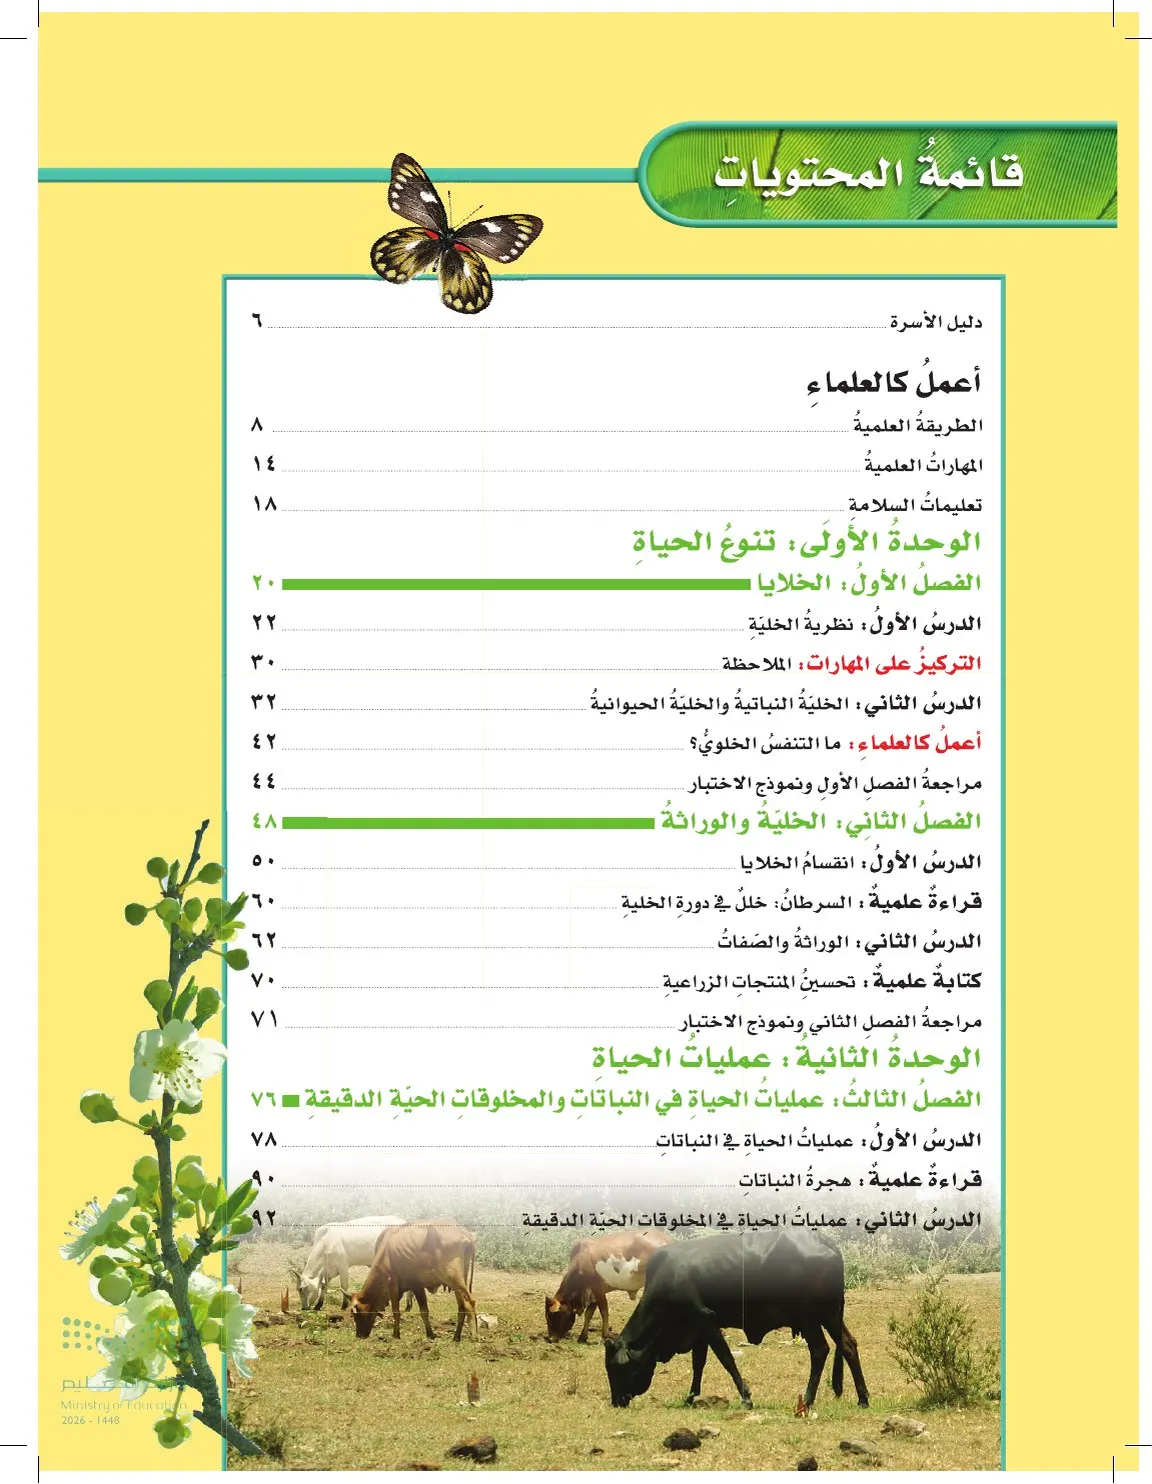 قائمةُ المحتوياتِ
دليل الأسرة ٦
أعملُ كالعلماءِ
الطريقةُ العلميةُ ٨
المهاراتُ العلميةُ ١٤
تعليماتُ السلامةِ ١٨
الوحدةُ الأولَى: تنوعُ الحياةِ
الفصلُ الأولُ: الخلايا ٢٠
الدرسُ الأولُ: نظريةُ الخليّةِ ٢٢
التركيزُ على المهارات: الملاحظة ٣٠
الدرسُ الثاني: الخليّةُ النباتيةُ والخليّةُ الحيوانيةُ ٣٢
أعملُ كالعلماءِ: ما التنفسُ الخلويُّ؟ ٤٢
مراجعةُ الفصلِ الأولِ ونموذج الاختبار ٤٤
الفصلُ الثانِي: الخليّةُ والوراثةُ ٤٨
الدرسُ الأولُ: انقسامُ الخلايا ٥٠
قراءةٌ علميةٌ: السرطانُ: خللٌ في دورةِ الخليةِ ٦٠
الدرسُ الثاني: الوراثةُ والصّفاتُ ٦٢
كتابةٌ علميةٌ: تحسينُ المنتجاتِ الزراعيةِ ٧٠
مراجعةُ الفصلِ الثاني ونموذج الاختبار ٧١
الوحدةُ الثانيةُ: عملياتُ الحياةِ
الفصلُ الثالثُ: عملياتُ الحياةِ في النباتاتِ والمخلوقاتِ الحيّةِ الدقيقةِ ٧٦
الدرسُ الأولُ: عملياتُ الحياةِ في النباتاتِ ٧٨
قراءةٌ علميةٌ: هجرةُ النباتاتِ ٩٠
الدرسُ الثاني: عملياتُ الحياةِ في المخلوقاتِ الحيّةِ الدقيقةِ ٩٢
وزارة التعليم
Ministry of Education
2026 - 1448